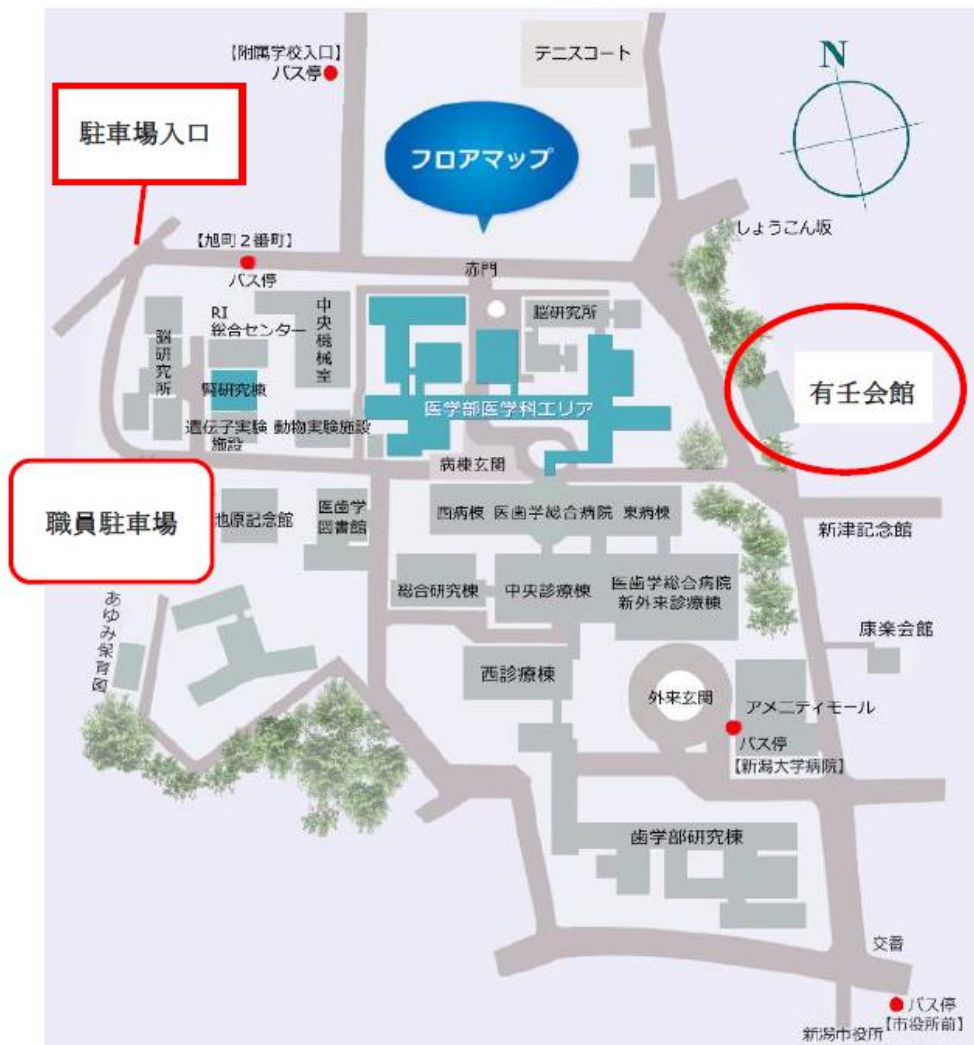 【附属学校入口】
バス停
テニスコート
N
駐車場入口
フロアマップ
しょうこん坂
【旭町2番町】
バス停
赤門
RI
総合センター
中央機械室
脳研究所
脳研究所
腎研究棟
医学部医学科エリア
有壬会館
遺伝子実験
施設
動物実験施設
病棟玄関
職員駐車場
池原記念館
医歯学
図書館
西病棟
医歯学総合病院
東病棟
新津記念館
総合研究棟
中央診療棟
医歯学総合病院
新外来診療棟
あゆみ保育園
康楽会館
西診療棟
外来玄関
アメニティモール
バス停
【新潟大学病院】
歯学部研究棟
交番
バス停
【市役所前】
新潟市役所